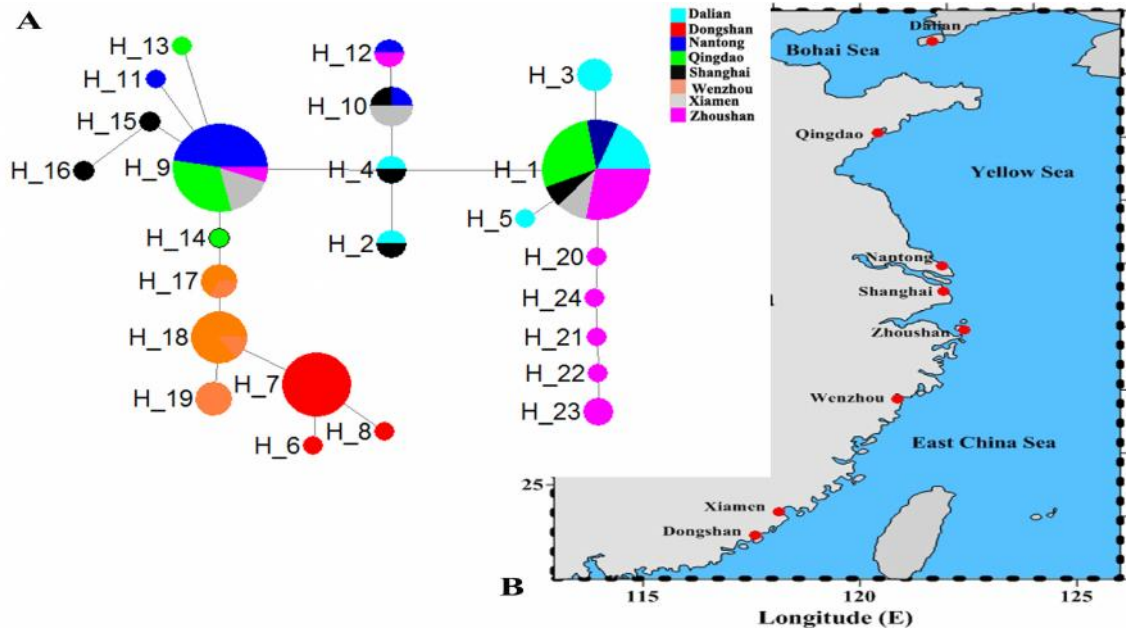 A
H_13
H_11
H_15
H_16
H_9
H_14
H_17
H_18
H_19
H_7
H_6
H_8
H_12
H_10
H_4
H_2
H_3
H_1
H_5
H_20
H_24
H_21
H_22
H_23
Dalian
Dongshan
Nantong
Qingdao
Shanghai
Wenzhou
Xiamen
Zhoushan
Dalian
Bohai Sea
Qingdao
Yellow Sea
Nantong
Shanghai
Zhoushan
Wenzhou
East China Sea
25
Xiamen
Dongshan
B
115
120
125
Longitude (E)